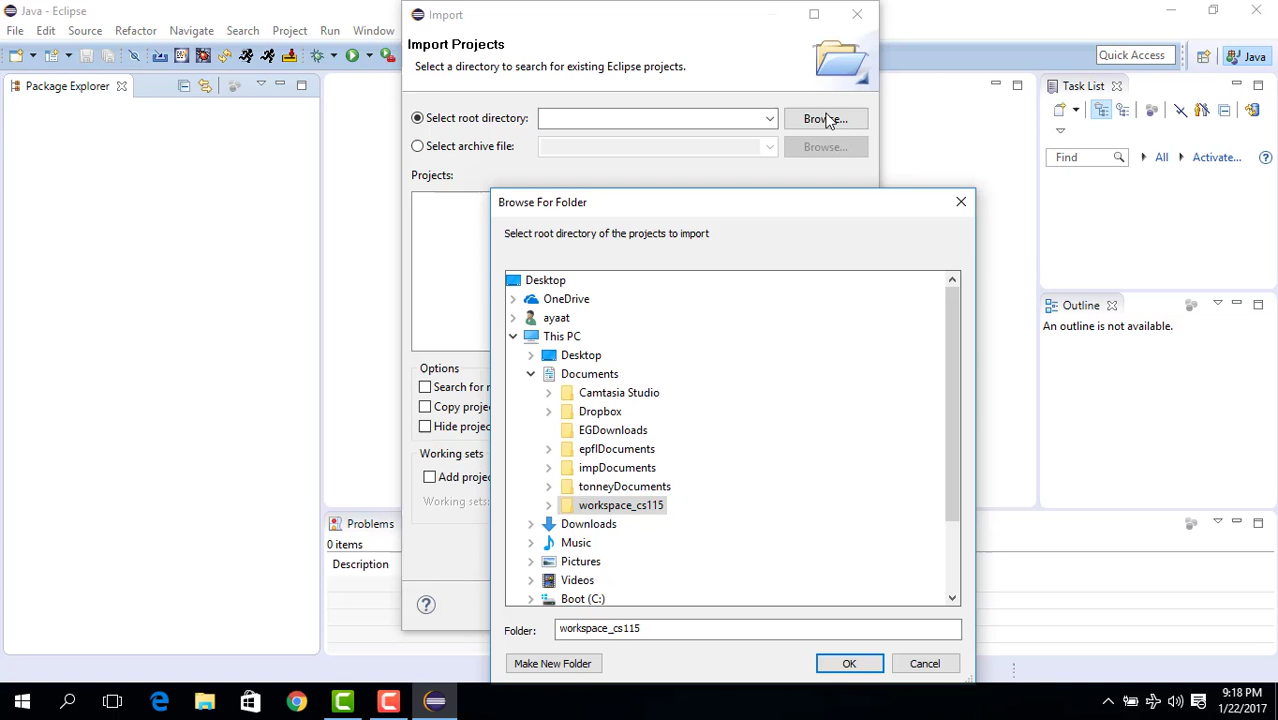 Java - Eclipse
Import
File Edit Source Refactor Navigate Search Project Run Window
Import Projects
Select a directory to search for existing Eclipse projects.
Quick Access
Java
Package Explorer
Task List
Select root directory:
Browse...
Select archive file:
Browse...
Find
All
Activate...
Projects:
Browse For Folder
Select root directory of the projects to import
Desktop
OneDrive
ayaat
This PC
Desktop
Documents
Camtasia Studio
Dropbox
EGDownloads
epflDocuments
impDocuments
tonneyDocuments
workspace_cs115
Downloads
Music
Pictures
Videos
Boot (C:)
Folder:
workspace_cs115
Make New Folder
OK
Cancel
Options
Search for n
Copy projec
Hide projec
Working sets
Add projec
Working sets:
Outline
An outline is not available.
Problems
0 items
Description
9:18 PM
1/22/2017